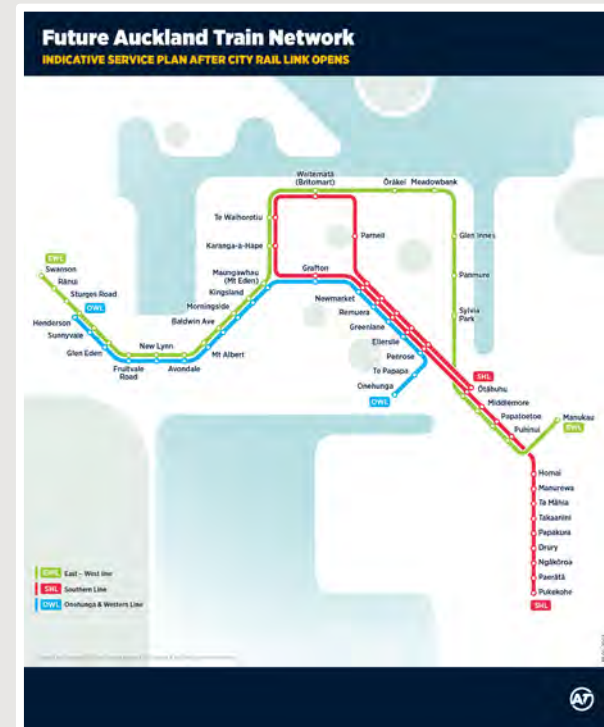 Future Auckland Train Network
INDICATIVE SERVICE PLAN AFTER CITY RAIL LINK OPENS
Waitematā
(Britomart)
Ōrākei
Meadowbank
Te Waihorotiu
Parnell
Glen Innes
Karanga-a-Hape
Maungawhau
(Mt Eden)
Grafton
Panmure
EWL
Swanson
Rānui
Sturges Road
OWL
Kingsland
Morningside
Baldwin Ave
Newmarket
Remuera
Greenlane
Sylvia
Park
Henderson
Sunnyvale
Glen Eden
New Lynn
Mt Albert
Ellerslie
Penrose
Fruitvale
Road
Avondale
Te Papapa
Onehunga
OWL
SHL
Ōtāhuhu
Middlemore
Papatoetoe
Puhinui
Manukau
EWL
Homai
Manurewa
Te Māhia
Takaanini
Papakura
Drury
Ngākōroa
Paerātā
Pukekohe
SHL
EWL East – West line
SHL Southern Line
OWL Onehunga & Western Line
AT